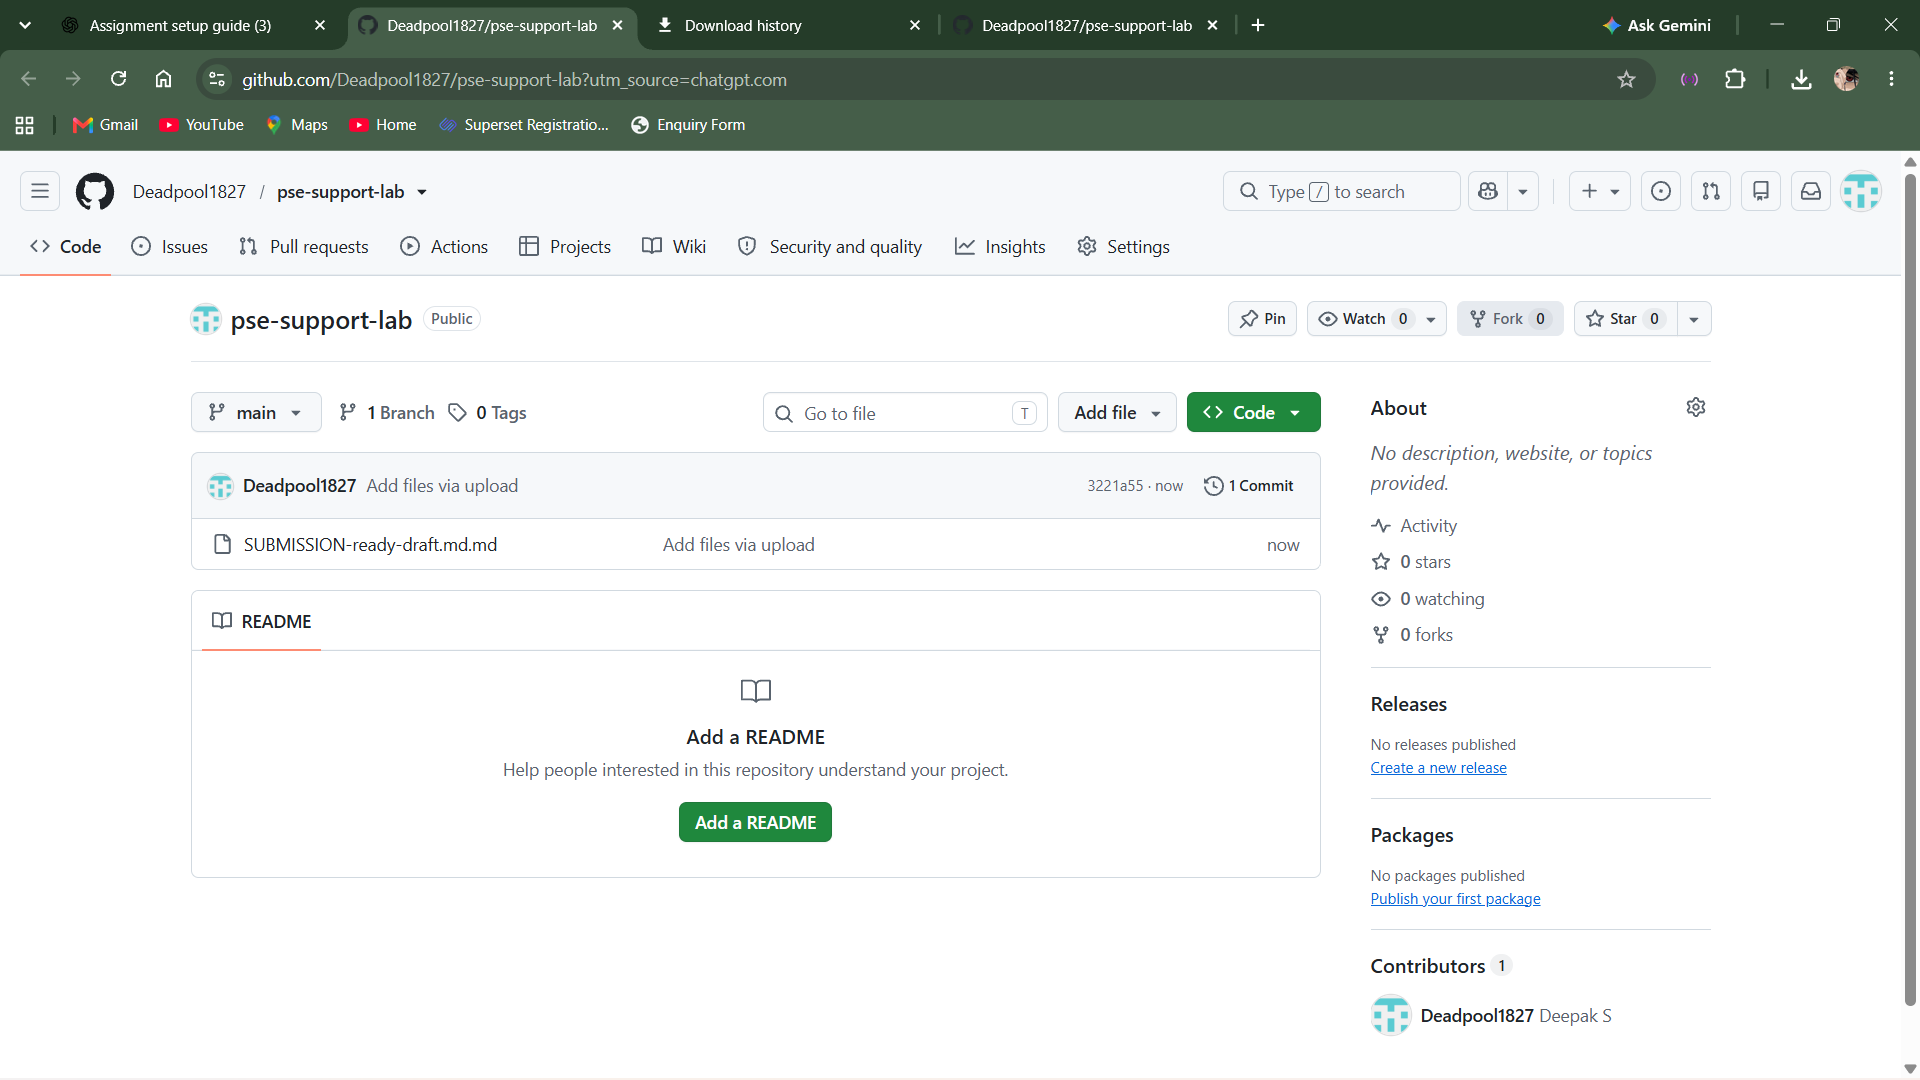 Assignment setup guide (3)
Deadpool1827/pse-support-lab
Download history
Deadpool1827/pse-support-lab
Ask Gemini
github.com/Deadpool1827/pse-support-lab?utm_source=chatgpt.com
Gmail
YouTube
Maps
Home
Superset Registratio...
Enquiry Form
Deadpool1827 / pse-support-lab
Type / to search
Code
Issues
Pull requests
Actions
Projects
Wiki
Security and quality
Insights
Settings
pse-support-lab Public
Pin
Watch 0
Fork 0
Star 0
main
1 Branch
0 Tags
Go to file T
Add file
Code
Deadpool1827 Add files via upload
3221a55 · now
1 Commit
SUBMISSION-ready-draft.md.md
Add files via upload
now
README
Add a README
Help people interested in this repository understand your project.
Add a README
About
No description, website, or topics
provided.
Activity
0 stars
0 watching
0 forks
Releases
No releases published
Create a new release
Packages
No packages published
Publish your first package
Contributors 1
Deadpool1827 Deepak S